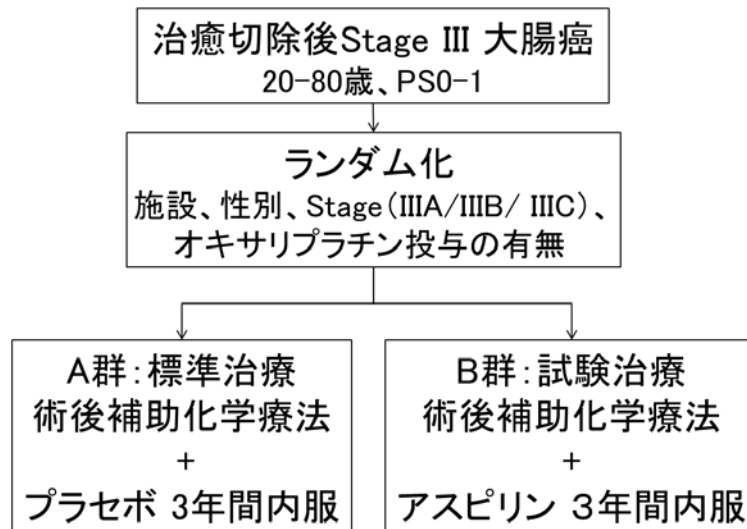 治癒切除後Stage III 大腸癌
20-80歳、PS0-1
ランダム化
施設、性別、Stage(IIIA/IIIB/ IIIC)、
オキサリプラチン投与の有無
A群:標準治療
術後補助化学療法
+
プラセボ 3年間内服
B群:試験治療
術後補助化学療法
+
アスピリン 3年間内服